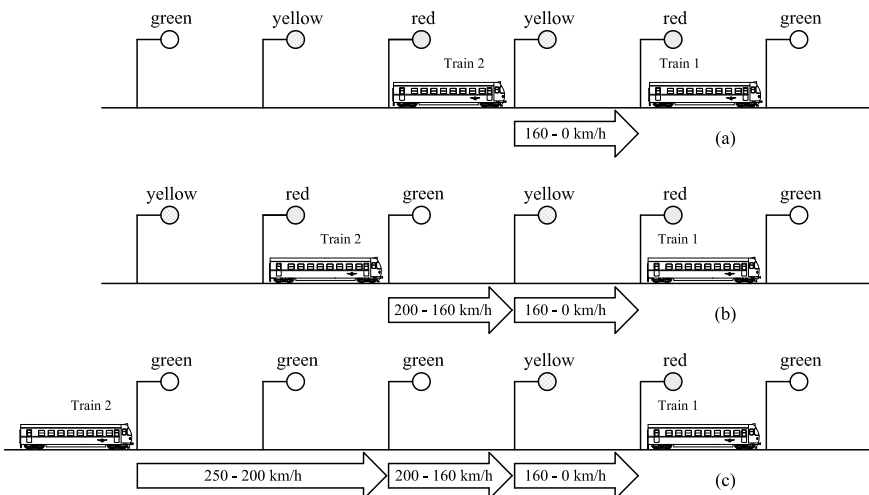 green yellow red yellow red green
Train 2 Train 1
160 - 0 km/h (a)
yellow red green yellow red green
Train 2 Train 1
200 - 160 km/h 160 - 0 km/h (b)
green green green yellow red green
Train 2 Train 1
250 - 200 km/h 200 - 160 km/h 160 - 0 km/h (c)